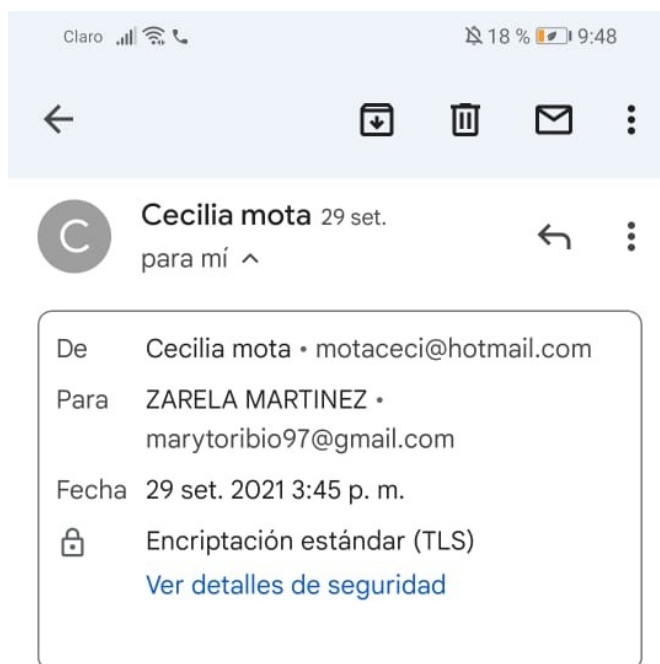 Claro 18 % 9:48
Cecilia mota 29 set.
C
para mí
De Cecilia mota • motaceci@hotmail.com
Para ZARELA MARTINEZ •
marytoribio97@gmail.com
Fecha 29 set. 2021 3:45 p. m.
Encriptación estándar (TLS)
Ver detalles de seguridad